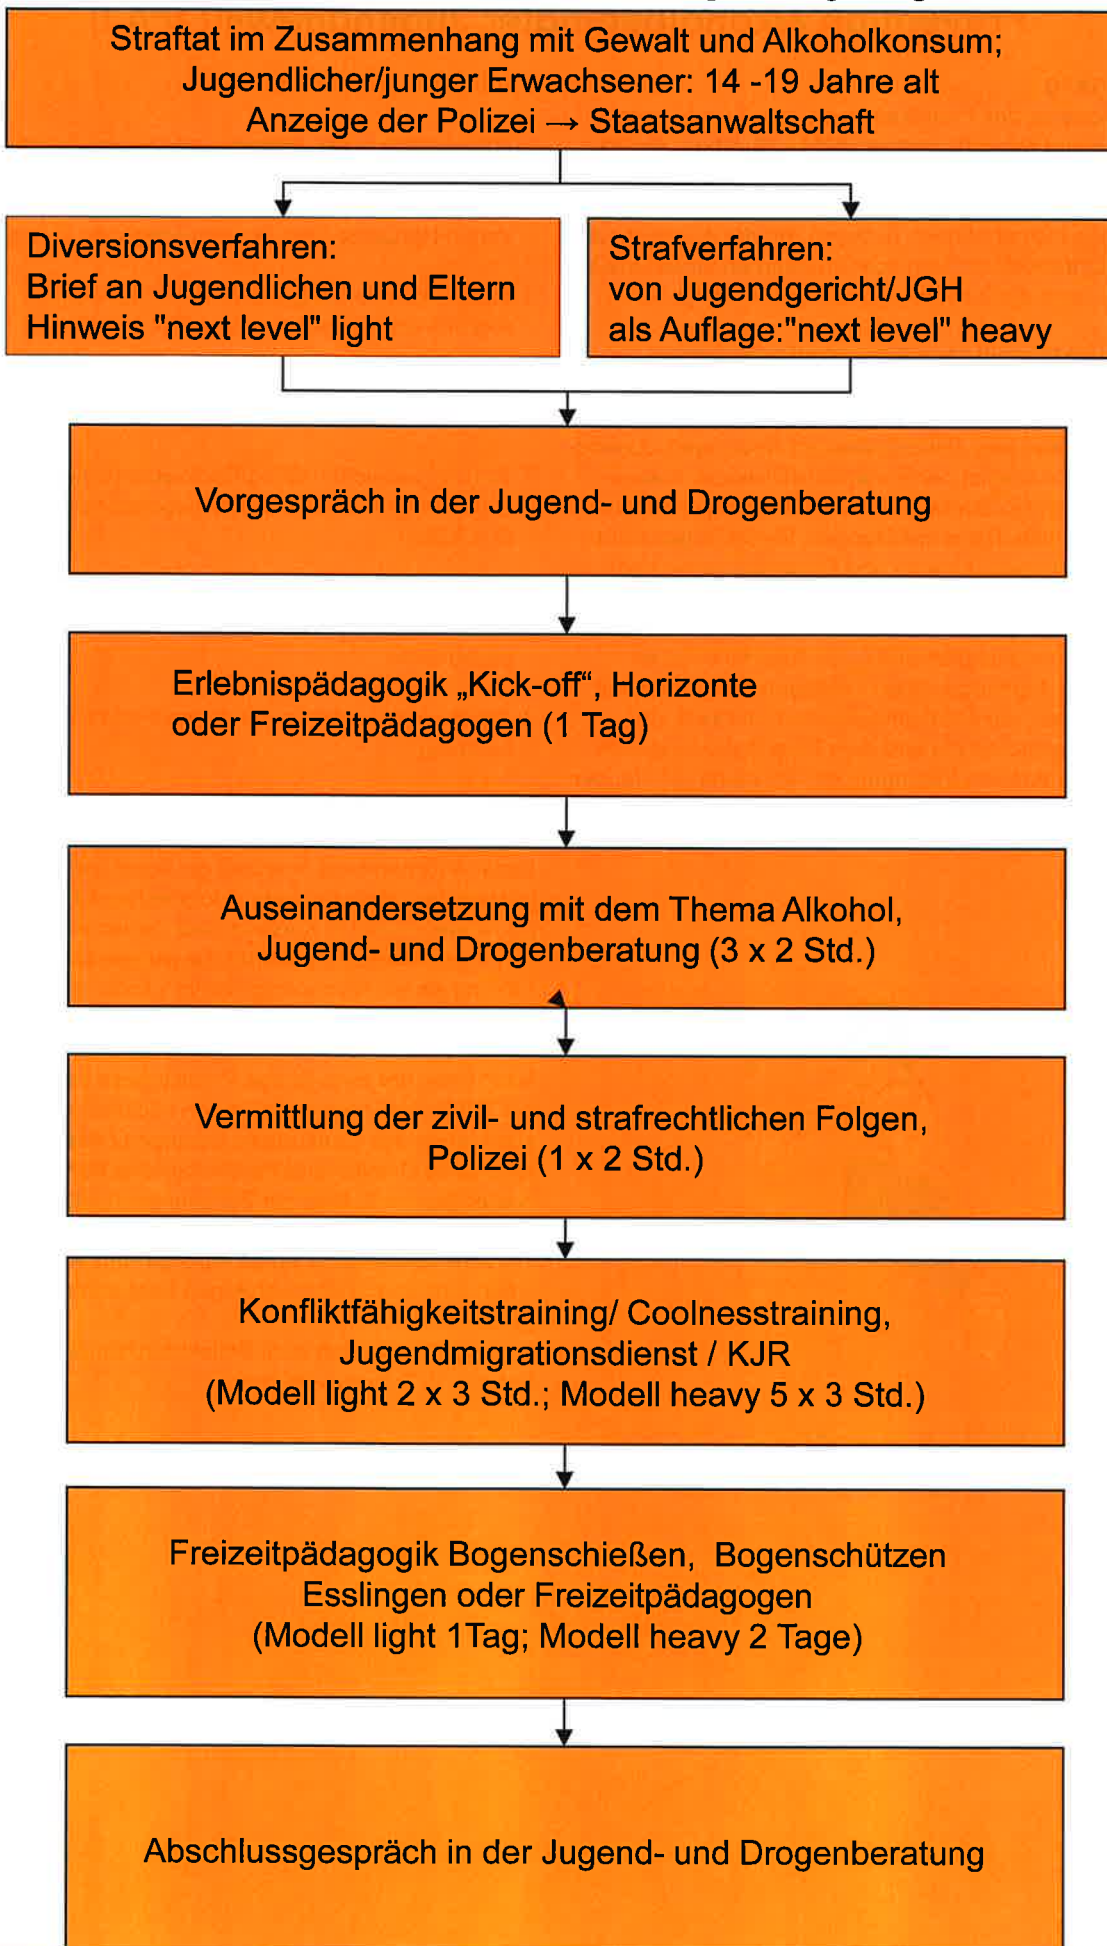 Straftat im Zusammenhang mit Gewalt und Alkoholkonsum;
Jugendlicher/junger Erwachsener: 14 -19 Jahre alt
Anzeige der Polizei → Staatsanwaltschaft
Diversionsverfahren:
Brief an Jugendlichen und Eltern
Hinweis "next level" light
Strafverfahren:
von Jugendgericht/JGH
als Auflage:"next level" heavy
Vorgespräch in der Jugend- und Drogenberatung
Erlebnispädagogik „Kick-off“, Horizonte
oder Freizeitpädagogen (1 Tag)
Auseinandersetzung mit dem Thema Alkohol,
Jugend- und Drogenberatung (3 x 2 Std.)
Vermittlung der zivil- und strafrechtlichen Folgen,
Polizei (1 x 2 Std.)
Konfliktfähigkeitstraining/ Coolnesstraining,
Jugendmigrationsdienst / KJR
(Modell light 2 x 3 Std.; Modell heavy 5 x 3 Std.)
Freizeitpädagogik Bogenschießen, Bogenschützen
Esslingen oder Freizeitpädagogen
(Modell light 1Tag; Modell heavy 2 Tage)
Abschlussgespräch in der Jugend- und Drogenberatung